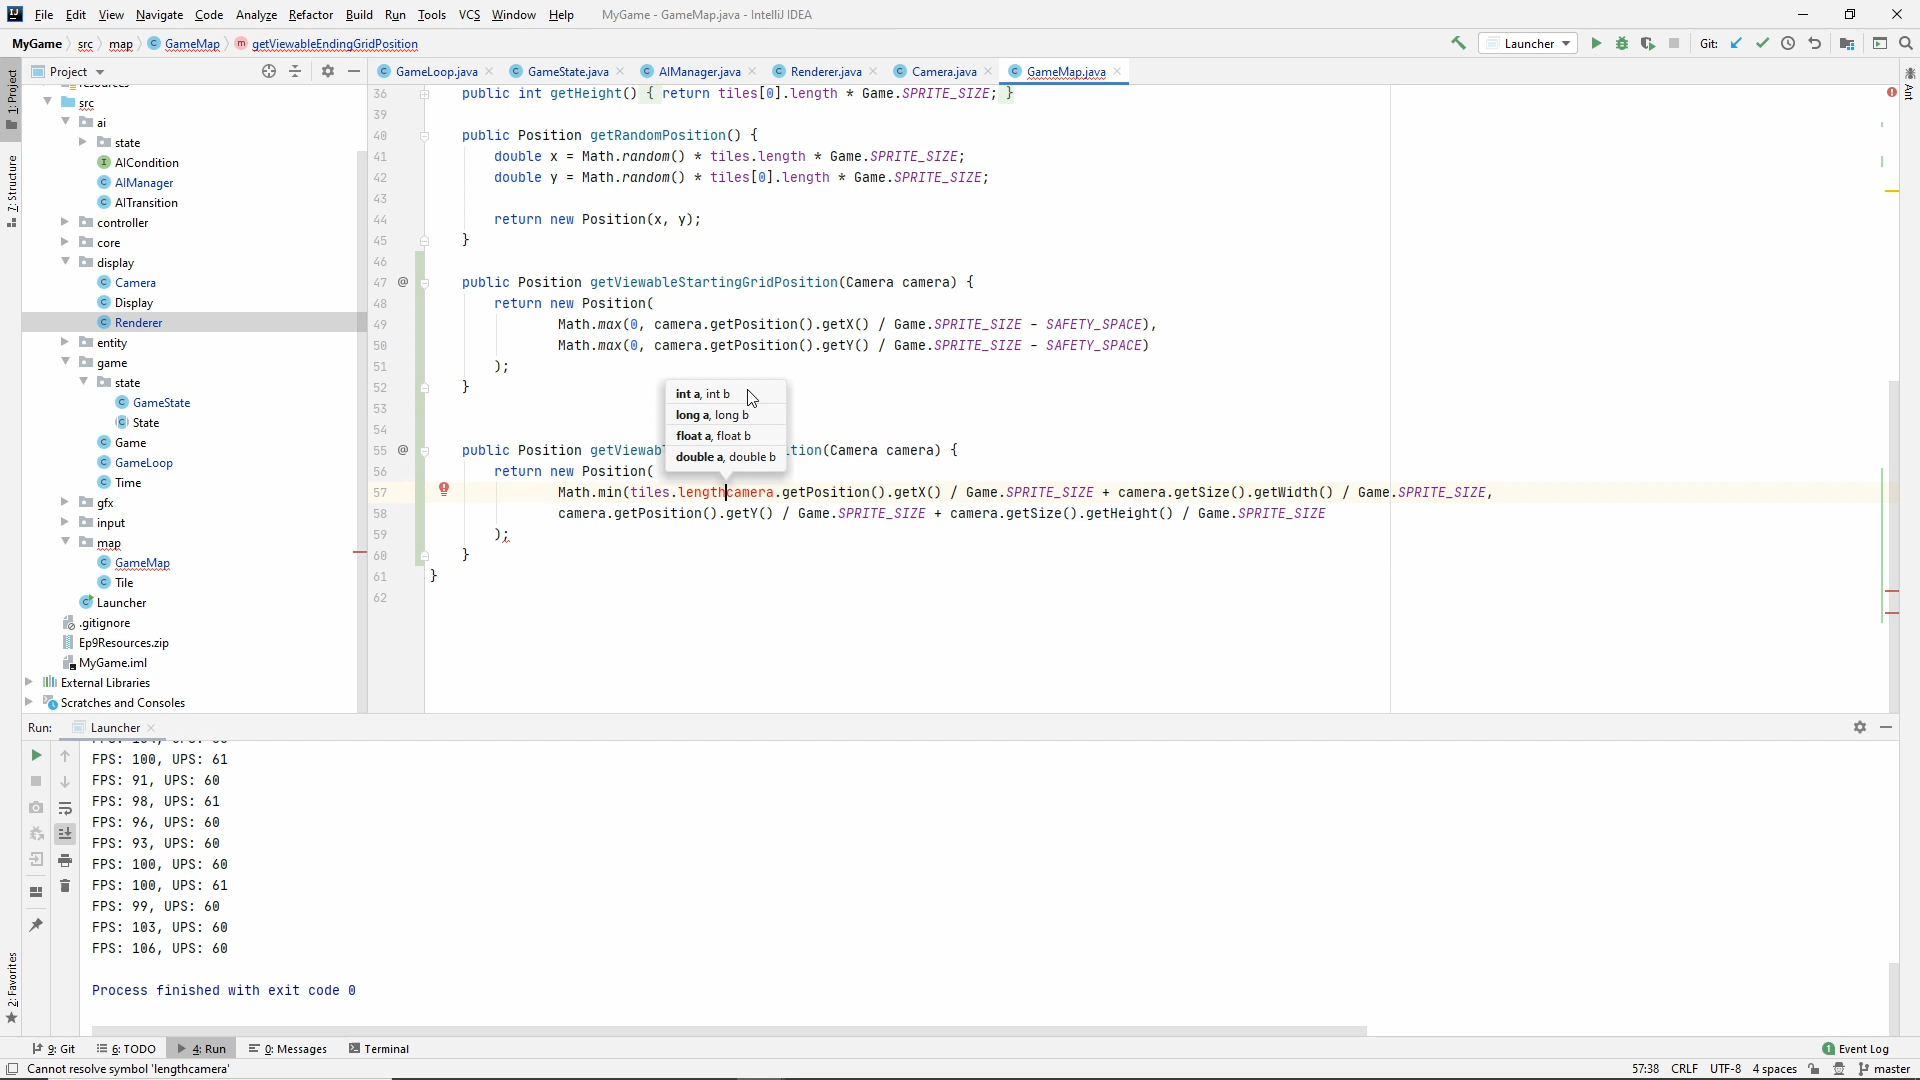 File Edit View Navigate Code Analyze Refactor Build Run Tools VCS Window Help MyGame - GameMap.java - IntelliJ IDEA
MyGame src map GameMap getViewableEndingGridPosition Launcher Git:
Project GameLoop.java GameState.java AIManager.java Renderer.java Camera.java GameMap.java
1: Project
7: Structure
2: Favorites
Ant
src
ai
state
AICondition
AIManager
AITransition
controller
core
display
Camera
Display
Renderer
entity
game
state
GameState
State
Game
GameLoop
Time
gfx
input
map
GameMap
Tile
Launcher
.gitignore
Ep9Resources.zip
MyGame.iml
External Libraries
Scratches and Consoles
36 public int getHeight() { return tiles[0].length * Game.SPRITE_SIZE; }
39
40 public Position getRandomPosition() {
41 double x = Math.random() * tiles.length * Game.SPRITE_SIZE;
42 double y = Math.random() * tiles[0].length * Game.SPRITE_SIZE;
43
44 return new Position(x, y);
45 }
46
47 @ public Position getViewableStartingGridPosition(Camera camera) {
48 return new Position(
49 Math.max(0, camera.getPosition().getX() / Game.SPRITE_SIZE - SAFETY_SPACE),
50 Math.max(0, camera.getPosition().getY() / Game.SPRITE_SIZE - SAFETY_SPACE)
51 );
52 }
53
54
55 @ public Position getViewab tion(Camera camera) {
56 return new Position(
57 Math.min(tiles.lengthcamera.getPosition().getX() / Game.SPRITE_SIZE + camera.getSize().getWidth() / Game.SPRITE_SIZE,
58 camera.getPosition().getY() / Game.SPRITE_SIZE + camera.getSize().getHeight() / Game.SPRITE_SIZE
59 );
60 }
61 }
62
int a, int b
long a, long b
float a, float b
double a, double b
Run: Launcher
FPS: 100, UPS: 61
FPS: 91, UPS: 60
FPS: 98, UPS: 61
FPS: 96, UPS: 60
FPS: 93, UPS: 60
FPS: 100, UPS: 60
FPS: 100, UPS: 61
FPS: 99, UPS: 60
FPS: 103, UPS: 60
FPS: 106, UPS: 60
Process finished with exit code 0
9: Git 6: TODO 4: Run 0: Messages Terminal 1 Event Log
Cannot resolve symbol 'lengthcamera' 57:38 CRLF UTF-8 4 spaces master